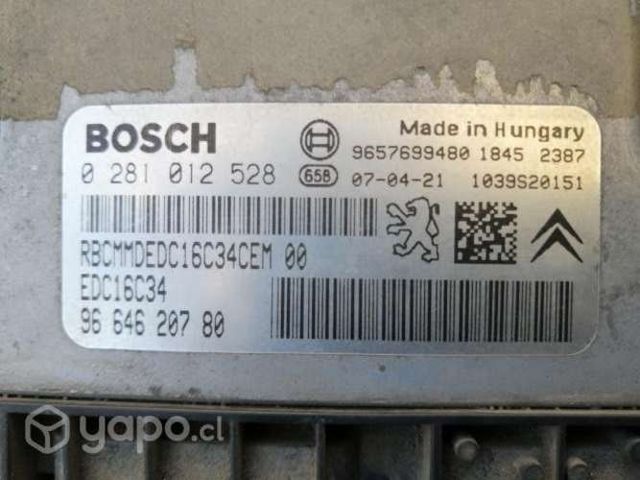 BOSCH
Made in Hungary
9657699480 1845 2387
0 281 012 528
658
07-04-21 1039S20151
RBCMMDEDC16C34CEM 00
EDC16C34
96 646 207 80
yapo.cl